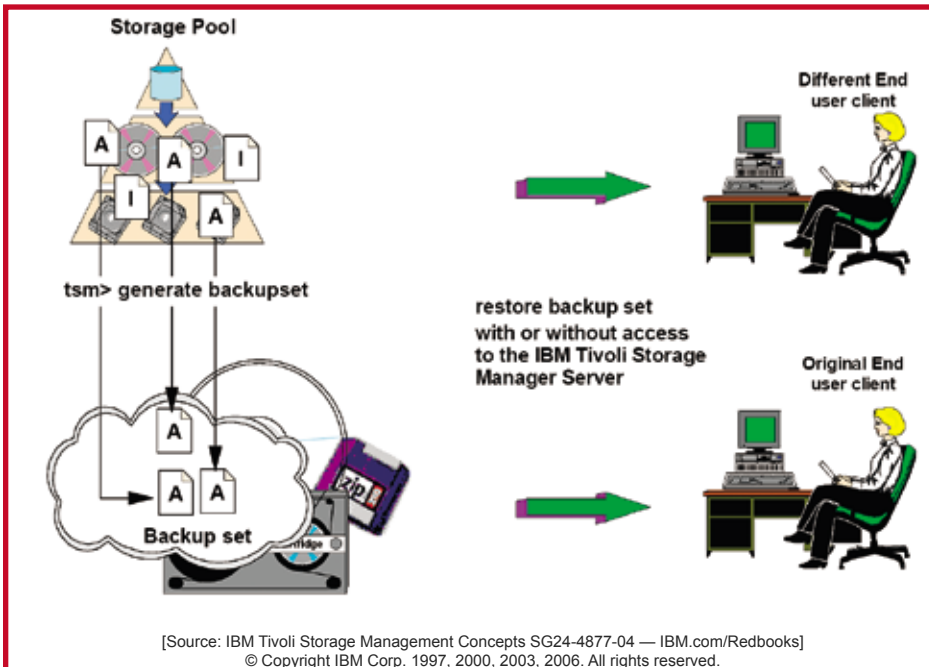 Storage Pool
A
A
I
I
A
tsm> generate backupset
A
A
A
Backup set
zip
Different End
user client
restore backup set
with or without access
to the IBM Tivoli Storage
Manager Server
Original End
user client
[Source: IBM Tivoli Storage Management Concepts SG24-4877-04 — IBM.com/Redbooks]
© Copyright IBM Corp. 1997, 2000, 2003, 2006. All rights reserved.